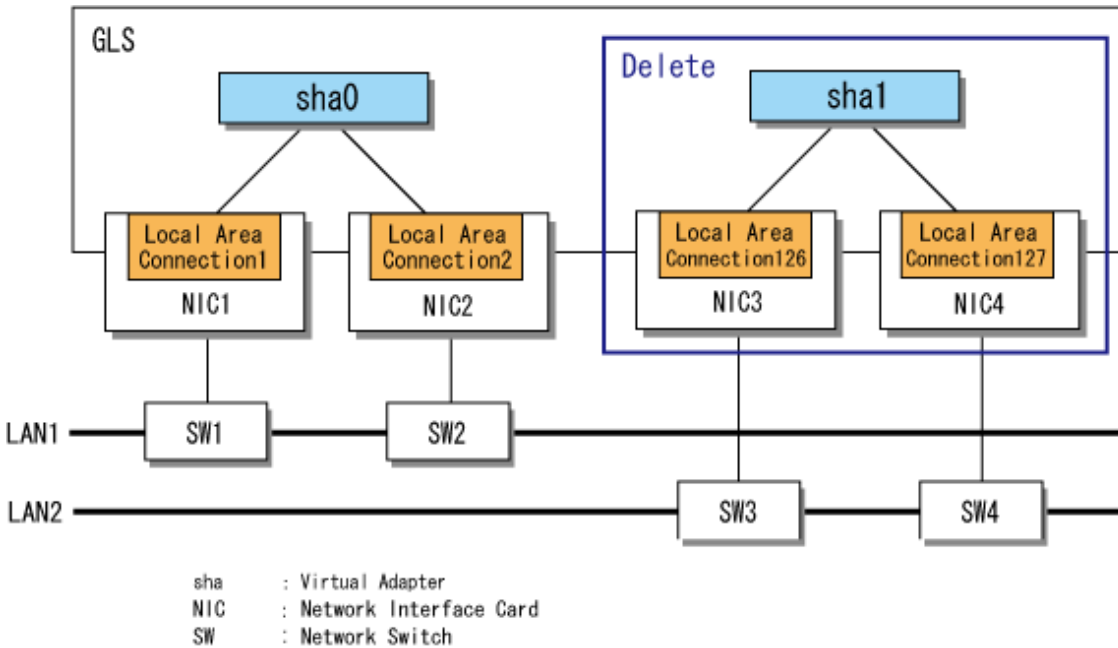 GLS
Delete
sha0
sha1
Local Area
Connection1
NIC1
Local Area
Connection2
NIC2
Local Area
Connection126
NIC3
Local Area
Connection127
NIC4
LAN1
SW1
SW2
LAN2
SW3
SW4
sha : Virtual Adapter
NIC : Network Interface Card
SW : Network Switch